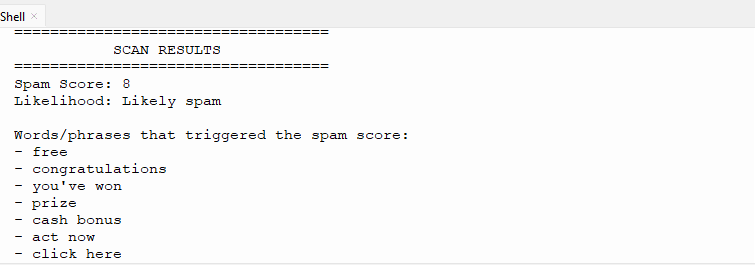 Shell ×
===================================
SCAN RESULTS
===================================
Spam Score: 8
Likelihood: Likely spam
Words/phrases that triggered the spam score:
- free
- congratulations
- you've won
- prize
- cash bonus
- act now
- click here